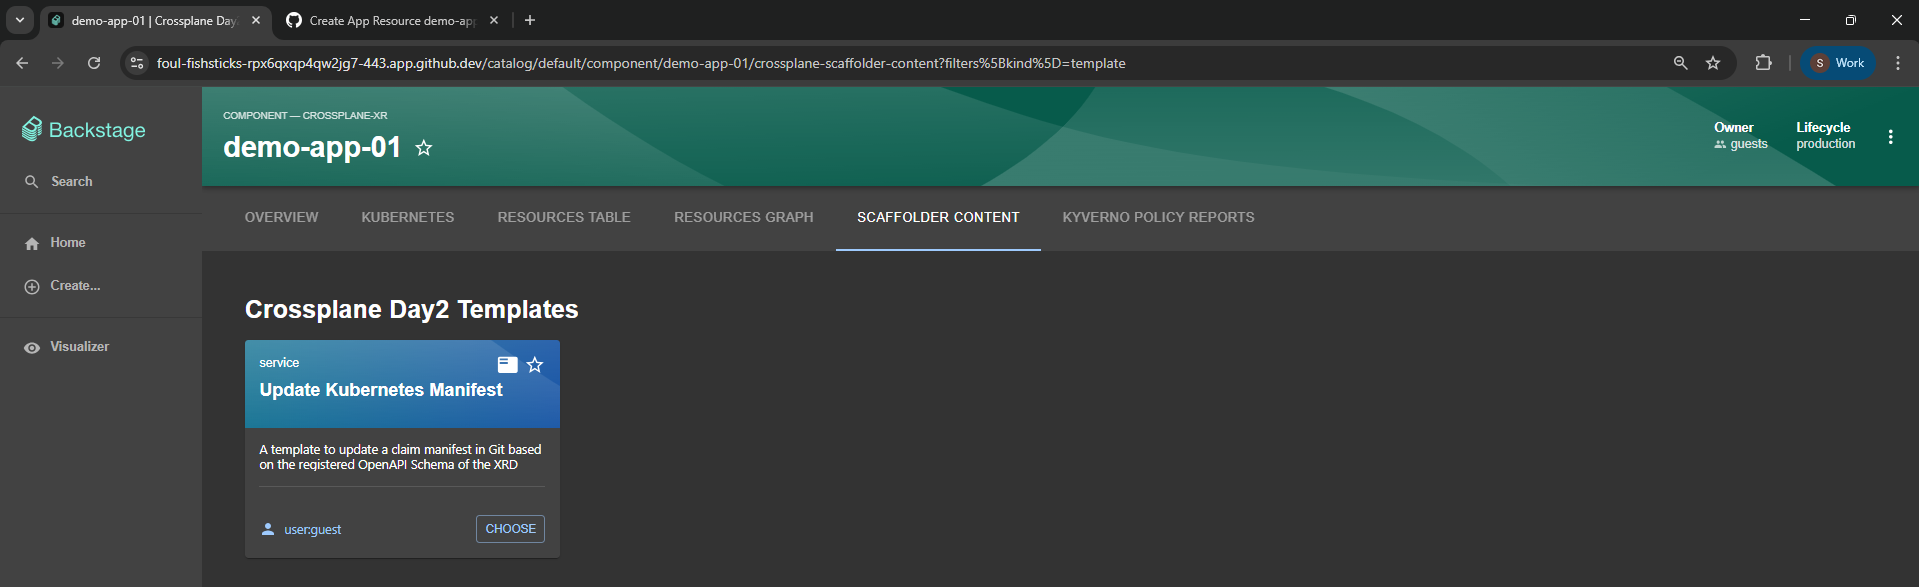 demo-app-01 | Crossplane Day
Create App Resource demo-app
foul-fishsticks-rpx6qxqp4qw2jg7-443.app.github.dev/catalog/default/component/demo-app-01/crossplane-scaffolder-content?filters%5Bkind%5D=template
S Work
Backstage
Search
Home
Create...
Visualizer
COMPONENT — CROSSPLANE-XR
demo-app-01
Owner
guests
Lifecycle
production
OVERVIEW
KUBERNETES
RESOURCES TABLE
RESOURCES GRAPH
SCAFFOLDER CONTENT
KYVERNO POLICY REPORTS
Crossplane Day2 Templates
service
Update Kubernetes Manifest
A template to update a claim manifest in Git based
on the registered OpenAPI Schema of the XRD
user:guest
CHOOSE